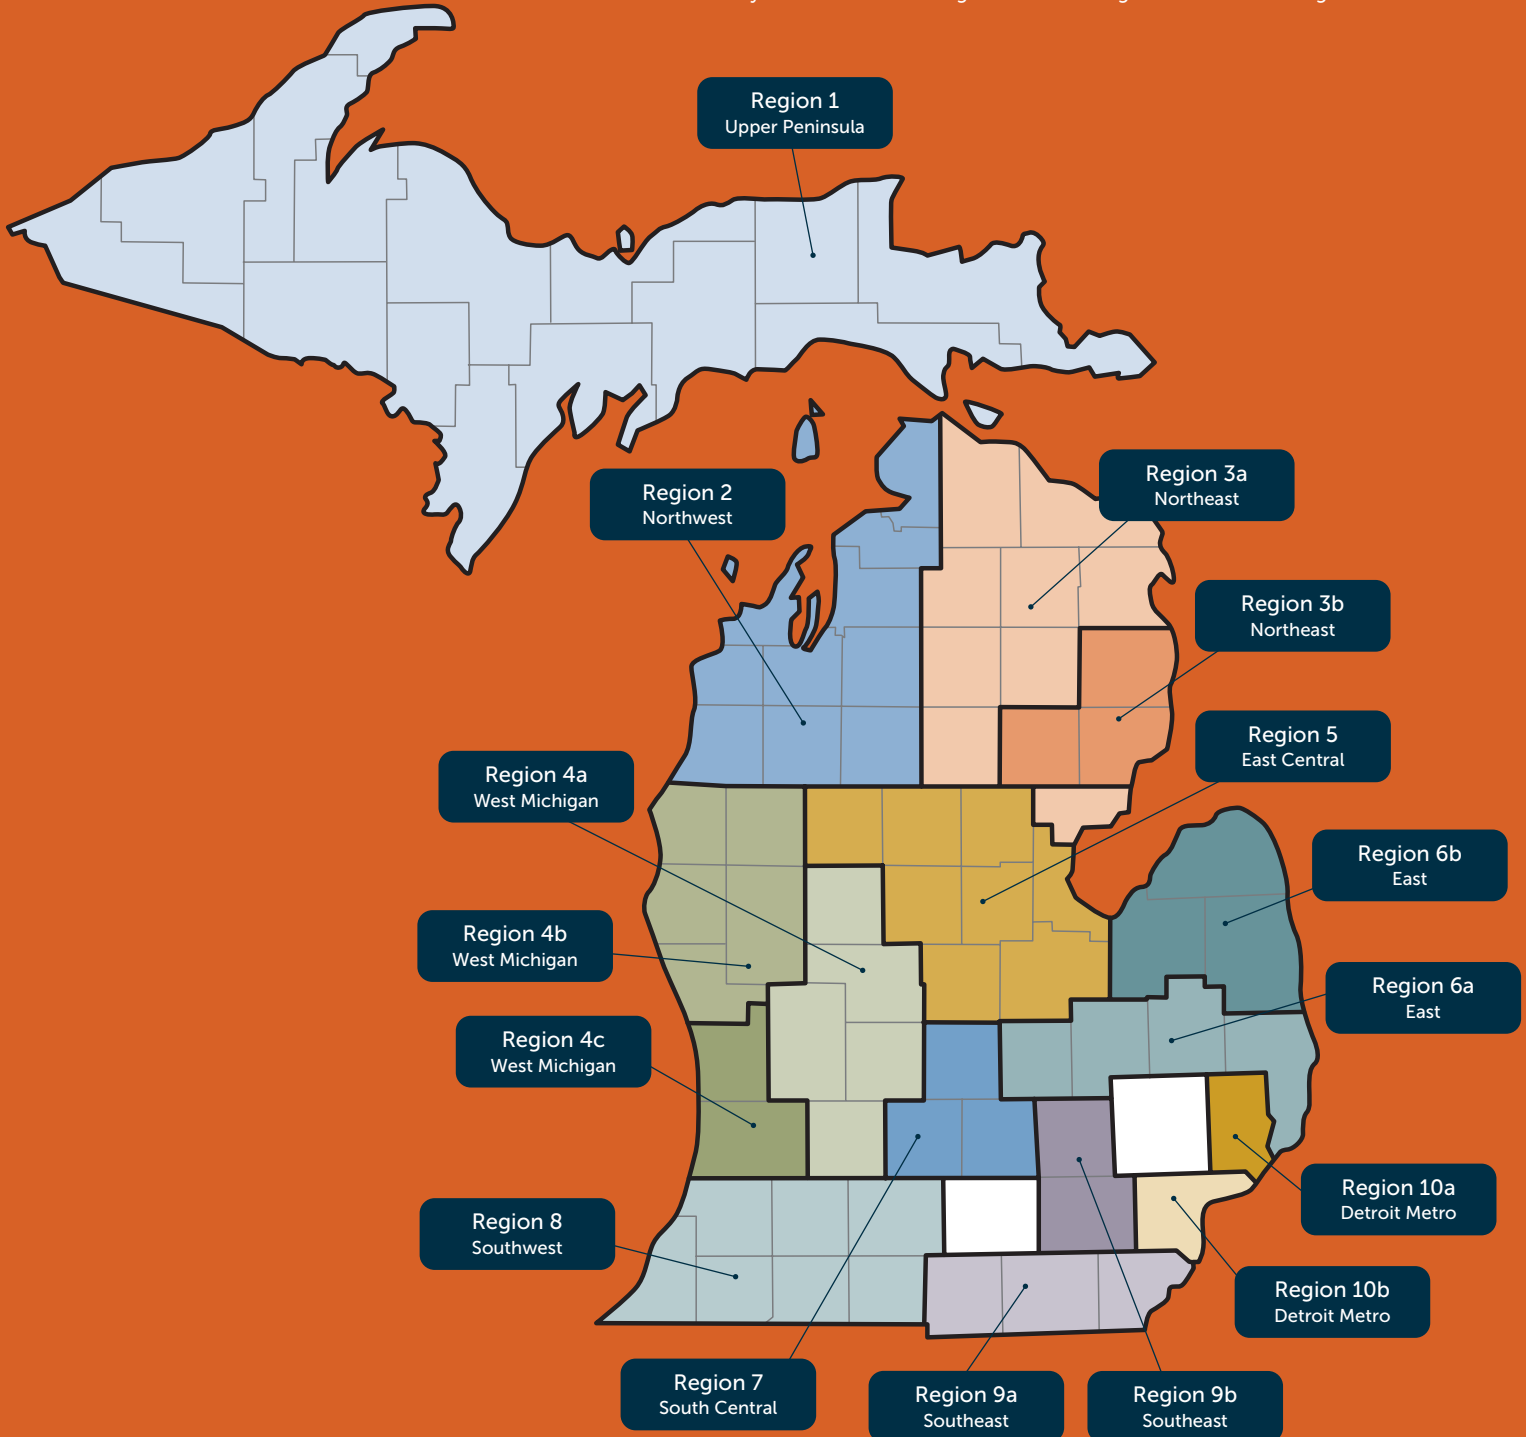 Region 1
Upper Peninsula
Region 3a
Northeast
Region 2
Northwest
Region 3b
Northeast
Region 5
East Central
Region 4a
West Michigan
Region 6b
East
Region 4b
West Michigan
Region 6a
East
Region 4c
West Michigan
Region 10a
Detroit Metro
Region 8
Southwest
Region 10b
Detroit Metro
Region 7
South Central
Region 9a
Southeast
Region 9b
Southeast